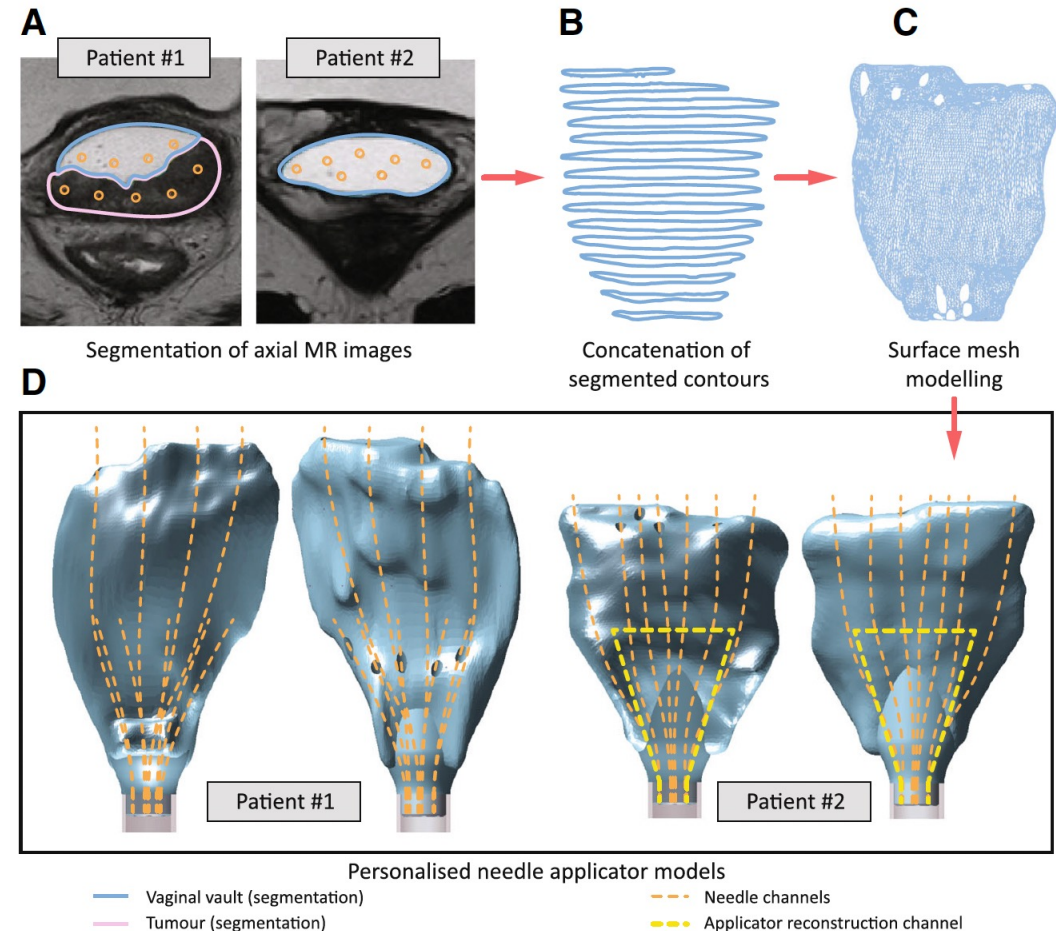 A
B
C
Patient #1
Patient #2
Segmentation of axial MR images
Concatenation of
segmented contours
Surface mesh
modelling
D
Patient #1
Patient #2
Personalised needle applicator models
Vaginal vault (segmentation)
Needle channels
Tumour (segmentation)
Applicator reconstruction channel